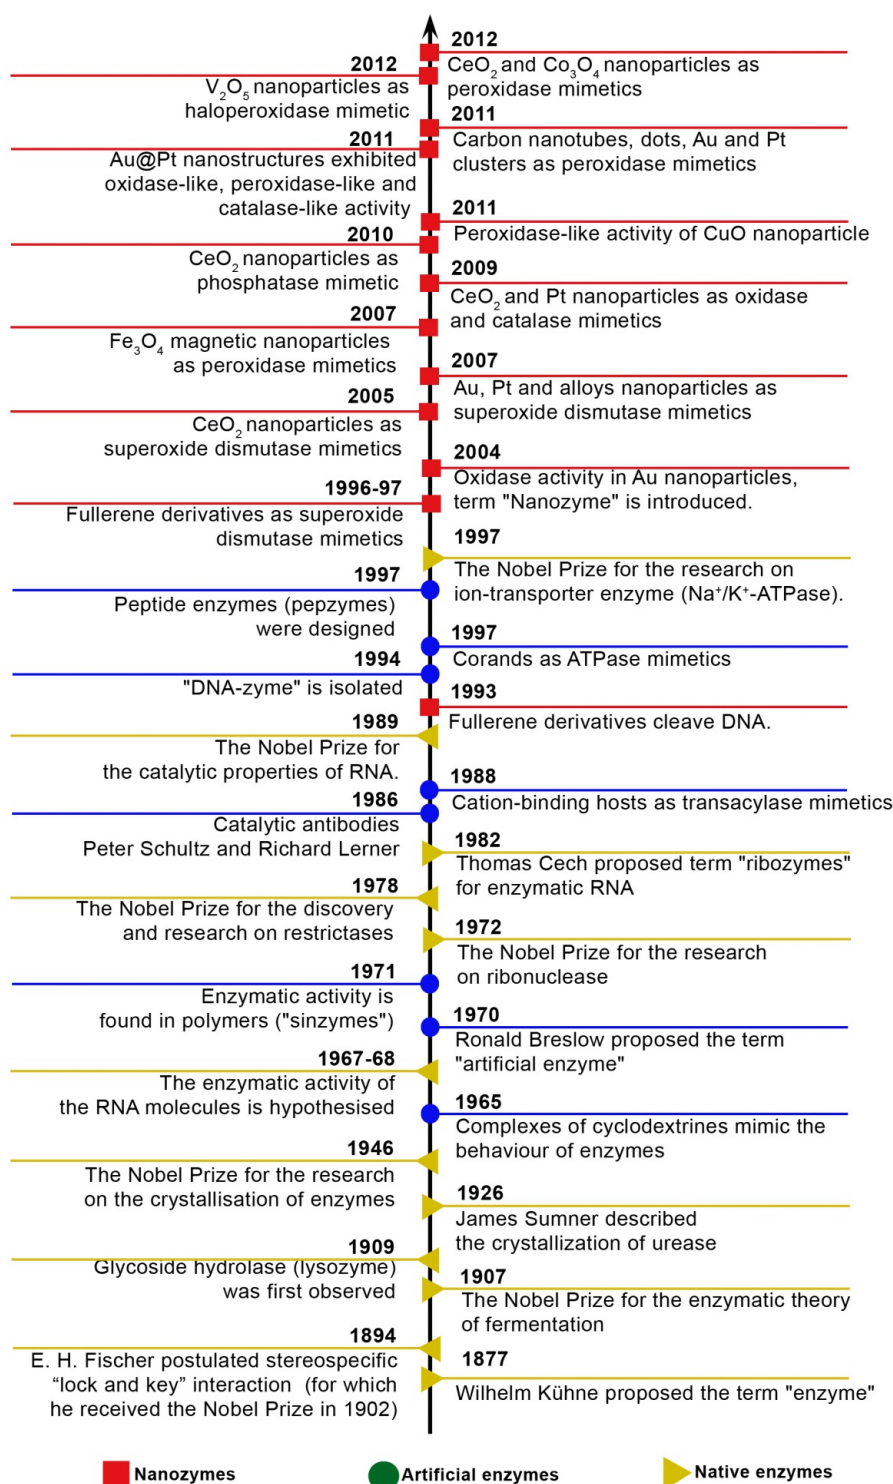 2012
CeO₂ and Co₃O₄ nanoparticles as
peroxidase mimetics
2012
V₂O₅ nanoparticles as
haloperoxidase mimetic
2011
Carbon nanotubes, dots, Au and Pt
clusters as peroxidase mimetics
2011
Au@Pt nanostructures exhibited
oxidase-like, peroxidase-like and
catalase-like activity
2011
Peroxidase-like activity of CuO nanoparticle
2010
CeO₂ nanoparticles as
phosphatase mimetic
2009
CeO₂ and Pt nanoparticles as oxidase
and catalase mimetics
2007
Fe₃O₄ magnetic nanoparticles
as peroxidase mimetics
2007
Au, Pt and alloys nanoparticles as
superoxide dismutase mimetics
2005
CeO₂ nanoparticles as
superoxide dismutase mimetics
2004
Oxidase activity in Au nanoparticles,
term "Nanozyme" is introduced.
1996-97
Fullerene derivatives as superoxide
dismutase mimetics
1997
The Nobel Prize for the research on
ion-transporter enzyme (Na⁺/K⁺-ATPase).
1997
Peptide enzymes (pepzymes)
were designed
1997
Corands as ATPase mimetics
1994
"DNA-zyme" is isolated
1993
Fullerene derivatives cleave DNA.
1989
The Nobel Prize for
the catalytic properties of RNA.
1988
Cation-binding hosts as transacylase mimetics
1986
Catalytic antibodies
Peter Schultz and Richard Lerner
1982
Thomas Cech proposed term "ribozymes"
for enzymatic RNA
1978
The Nobel Prize for the discovery
and research on restrictases
1972
The Nobel Prize for the research
on ribonuclease
1971
Enzymatic activity is
found in polymers ("sinzymes")
1970
Ronald Breslow proposed the term
"artificial enzyme"
1967-68
The enzymatic activity of
the RNA molecules is hypothesised
1965
Complexes of cyclodextrines mimic the
behaviour of enzymes
1946
The Nobel Prize for the research
on the crystallisation of enzymes
1926
James Sumner described
the crystallization of urease
1909
Glycoside hydrolase (lysozyme)
was first observed
1907
The Nobel Prize for the enzymatic theory
of fermentation
1894
E. H. Fischer postulated stereospecific
“lock and key” interaction (for which
he received the Nobel Prize in 1902)
1877
Wilhelm Kühne proposed the term "enzyme"
Nanozymes
Artificial enzymes
Native enzymes